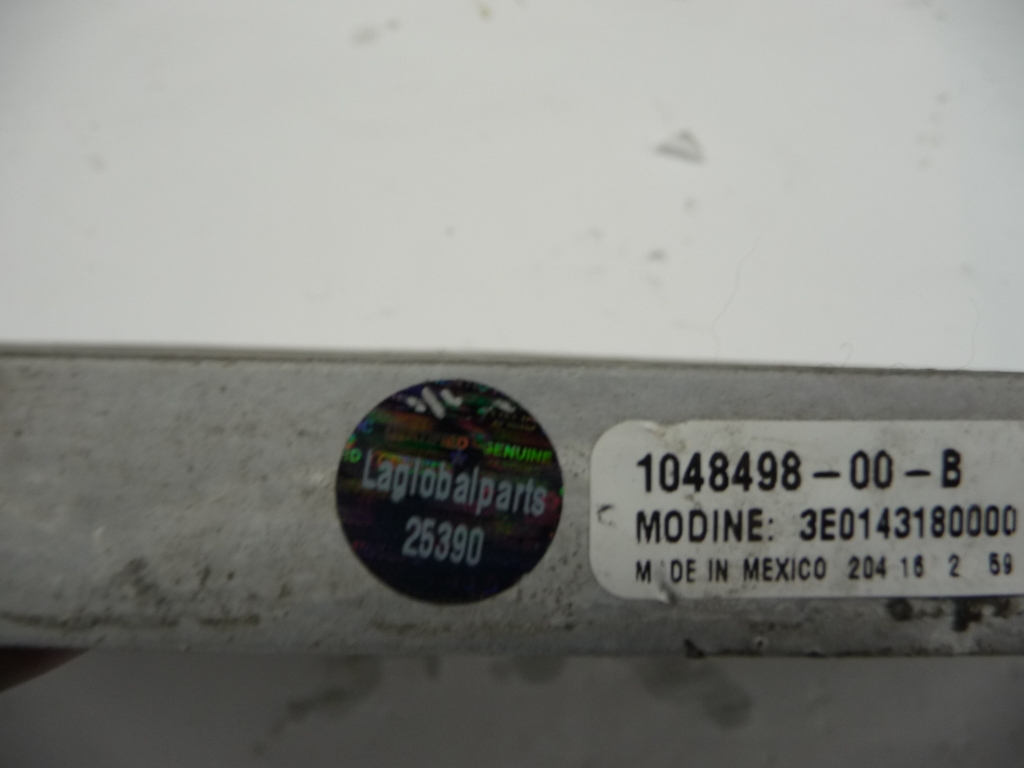 GENUINE
Laglobalparts
25390
1048498-00-B
MODINE: 3E0143180000
M DE IN MEXICO 204 16 2 59